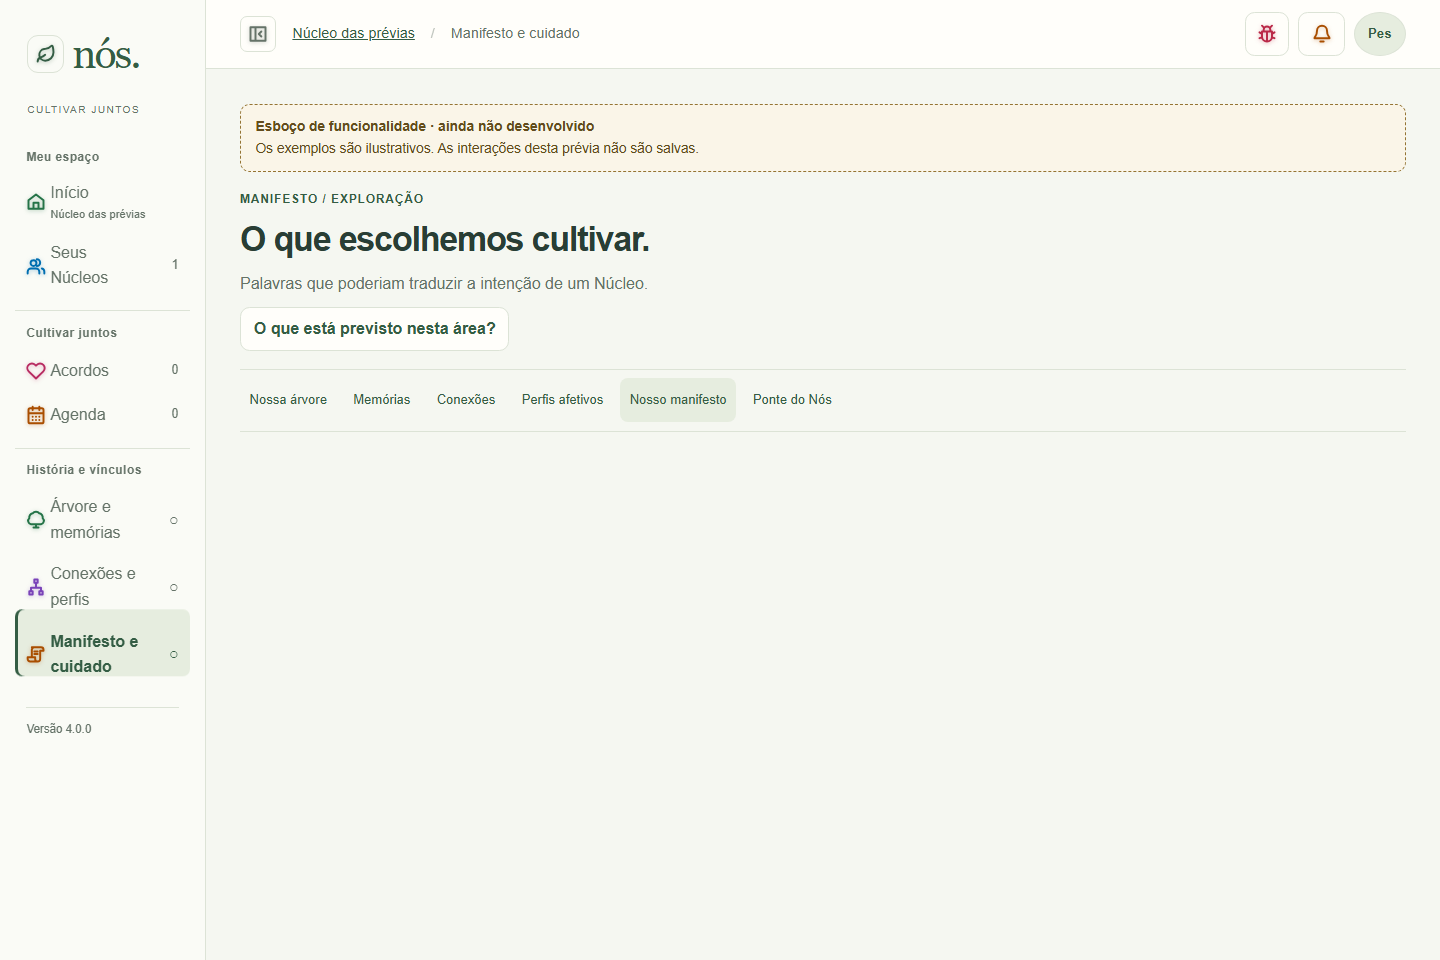 nós.
CULTIVAR JUNTOS
Meu espaço
Início
Núcleo das prévias
Seus
Núcleos
1
Cultivar juntos
Acordos
0
Agenda
0
História e vínculos
Árvore e
memórias
Conexões e
perfis
Manifesto e
cuidado
Versão 4.0.0
Núcleo das prévias / Manifesto e cuidado
Pes
Esboço de funcionalidade · ainda não desenvolvido
Os exemplos são ilustrativos. As interações desta prévia não são salvas.
MANIFESTO / EXPLORAÇÃO
O que escolhemos cultivar.
Palavras que poderiam traduzir a intenção de um Núcleo.
O que está previsto nesta área?
Nossa árvore
Memórias
Conexões
Perfis afetivos
Nosso manifesto
Ponte do Nós